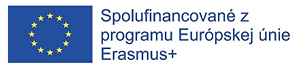 Spolufinancované z
programu Európskej únie
Erasmus+